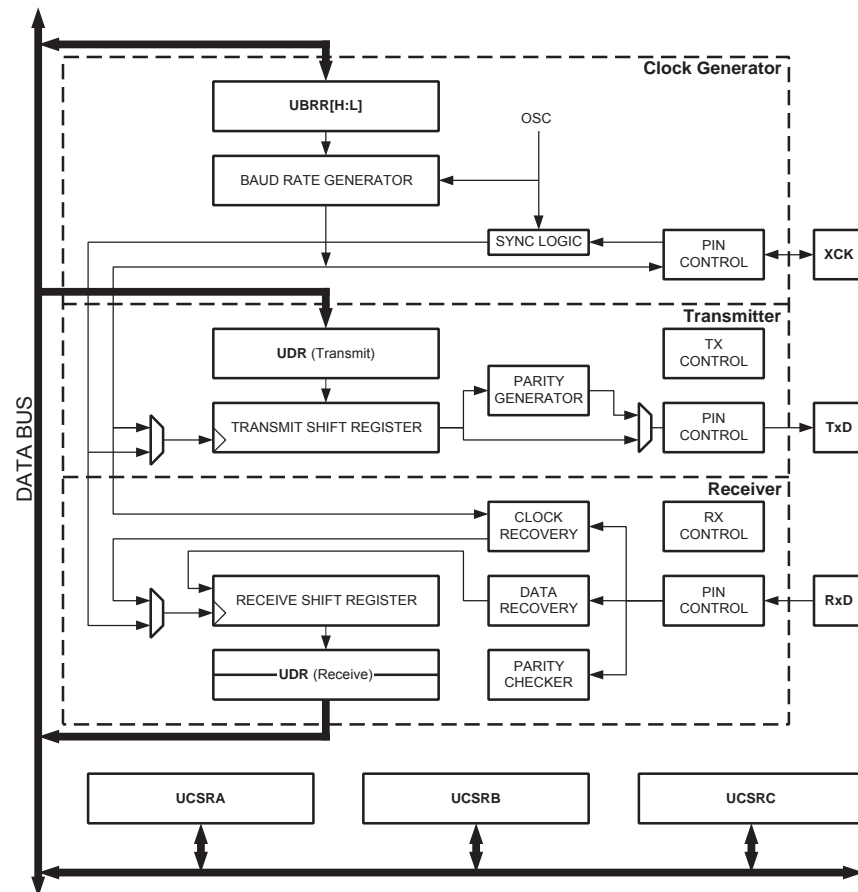 Clock Generator
UBRR[H:L]
OSC
BAUD RATE GENERATOR
SYNC LOGIC
PIN
CONTROL
XCK
Transmitter
UDR (Transmit)
TX
CONTROL
PARITY
GENERATOR
TRANSMIT SHIFT REGISTER
PIN
CONTROL
TxD
DATA BUS
Receiver
CLOCK
RECOVERY
RX
CONTROL
RECEIVE SHIFT REGISTER
DATA
RECOVERY
PIN
CONTROL
RxD
UDR (Receive)
PARITY
CHECKER
UCSRA
UCSRB
UCSRC